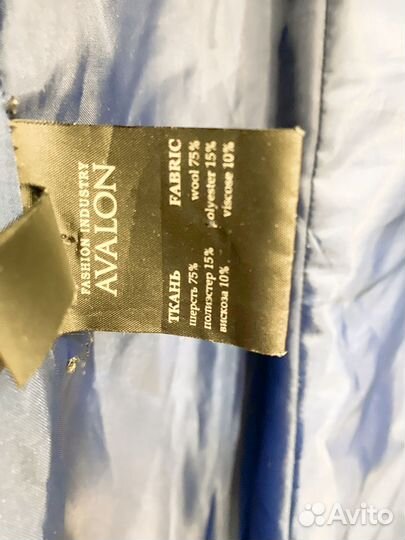 FASHION INDUSTRY
AVALON
FABRIC
wool 75%
polyester 15%
viscose 10%
ТКАНЬ
шерсть 75%
полиэстер 15%
вискоза 10%
Avito